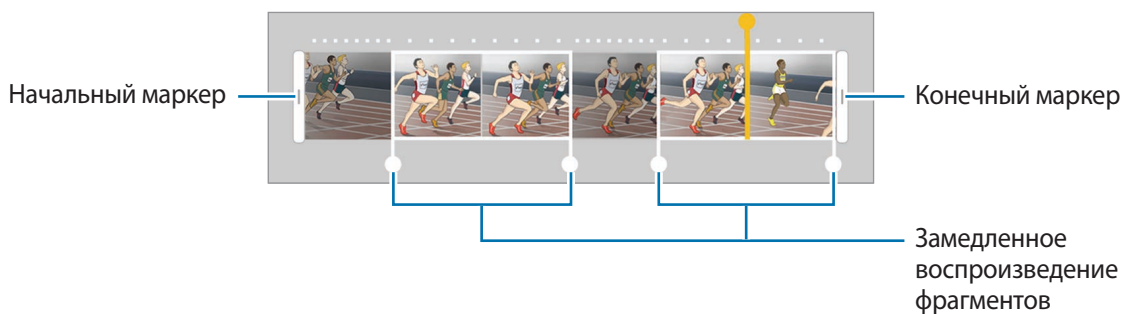 Начальный маркер
Конечный маркер
Замедленное
воспроизведение
фрагментов